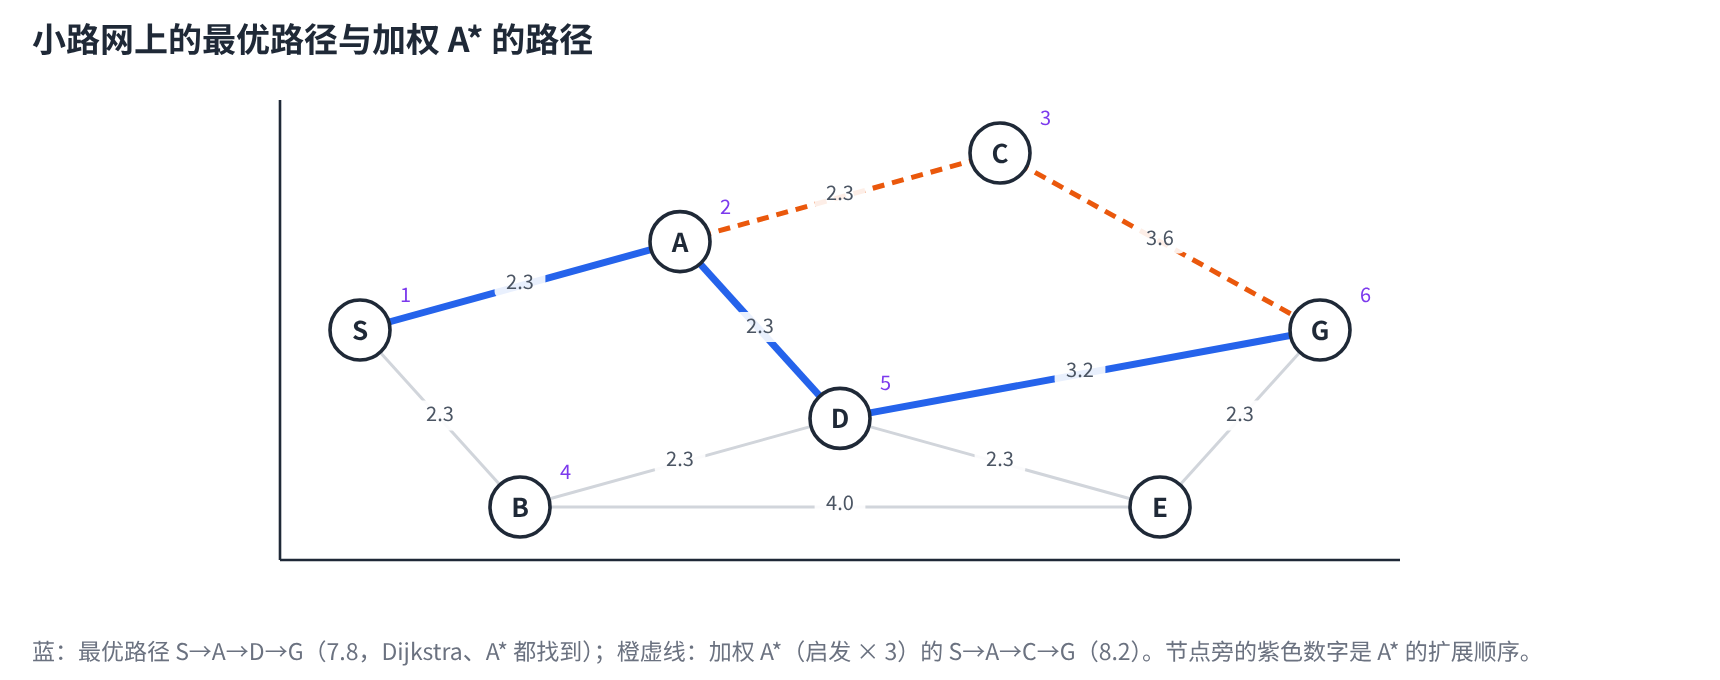 小路网上的最优路径与加权 A* 的路径
3
C
2.3
2
A
3.6
1
2.3
6
S
2.3
G
3.2
5
2.3
D
2.3
4
2.3
2.3
B
4.0
E
蓝：最优路径 S→A→D→G（7.8，Dijkstra、A* 都找到）；橙虚线：加权 A*（启发 × 3）的 S→A→C→G（8.2）。节点旁的紫色数字是 A* 的扩展顺序。